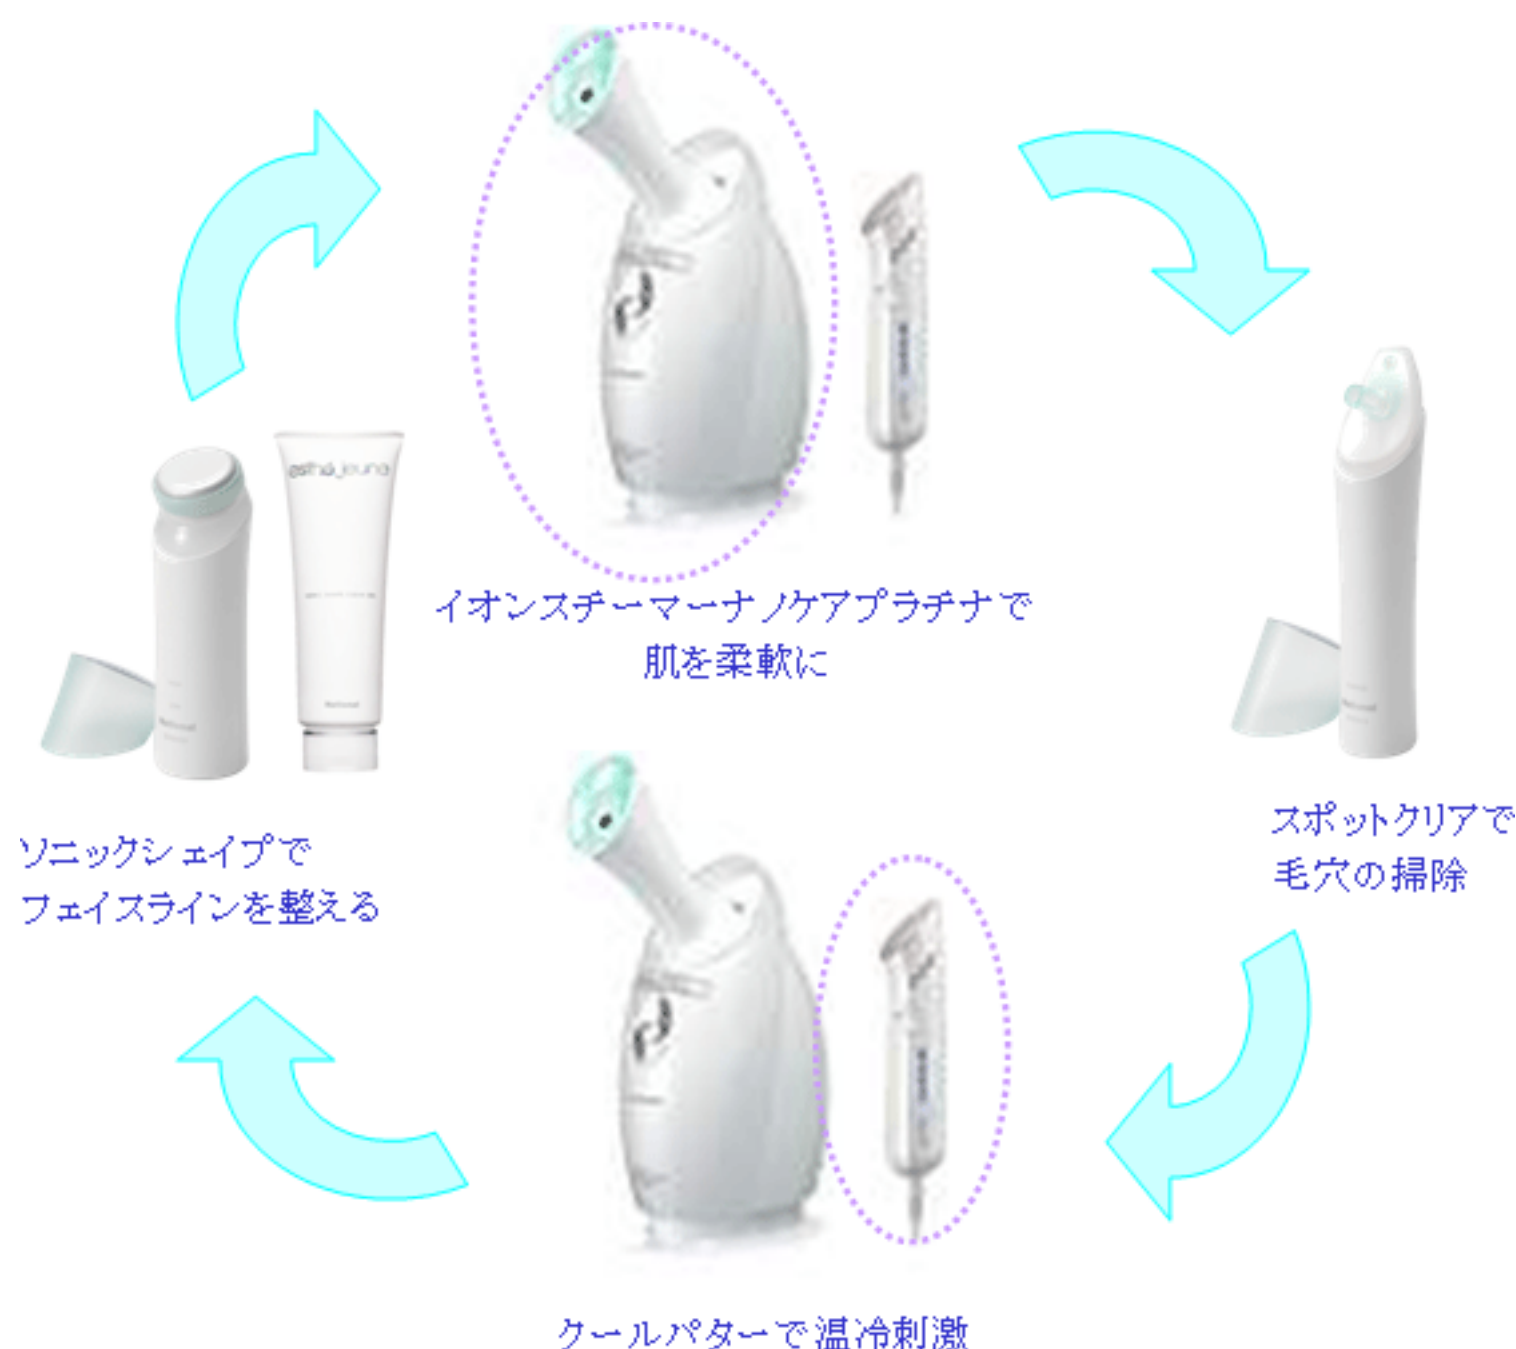 esthé_jeune
イオンスチーマーナノケアプラチナで
肌を柔軟に
スポットクリアで
毛穴の掃除
ソニックシェイプで
フェイスラインを整える
クールパターで温冷刺激